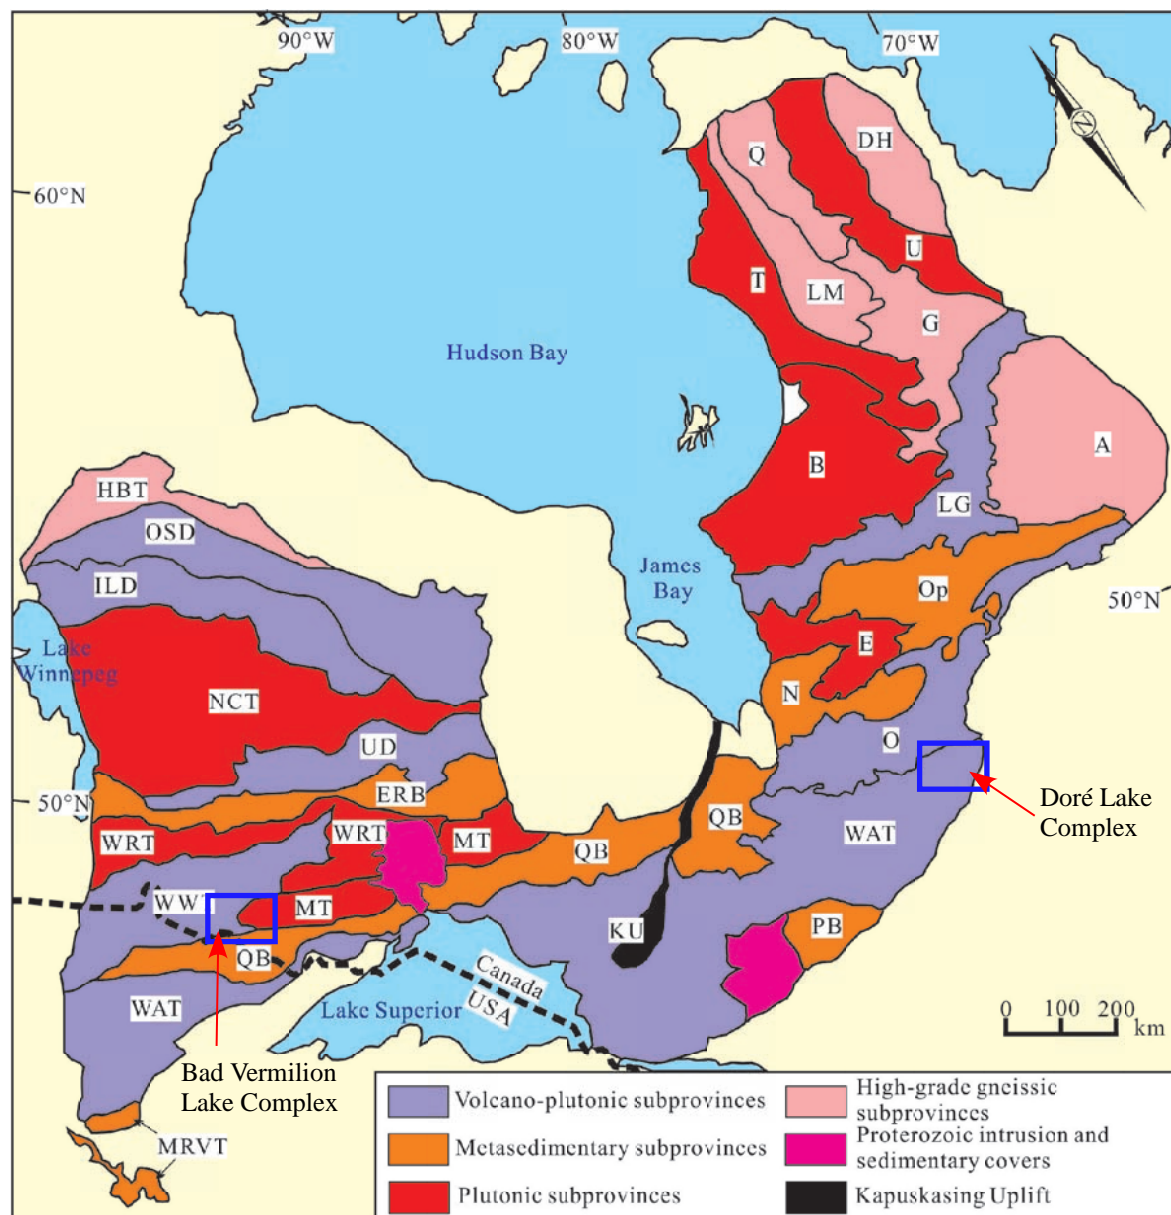 90°W
80°W
70°W
N
60°N
Q
DH
U
T
LM
G
Hudson Bay
B
A
HBT
OSD
LG
ILD
James
Bay
Op
50°N
Lake
Winnepeg
E
N
NCT
O
UD
50°N
ERB
Doré Lake
Complex
WRT
WRT
MT
QB
QB
WAT
WWT
MT
KU
PB
QB
Canada
USA
WAT
Lake Superior
0 100 200
km
Bad Vermilion
Lake Complex
MRVT
Volcano-plutonic subprovinces
High-grade gneissic
subprovinces
Metasedimentary subprovinces
Proterozoic intrusion and
sedimentary covers
Plutonic subprovinces
Kapuskasing Uplift